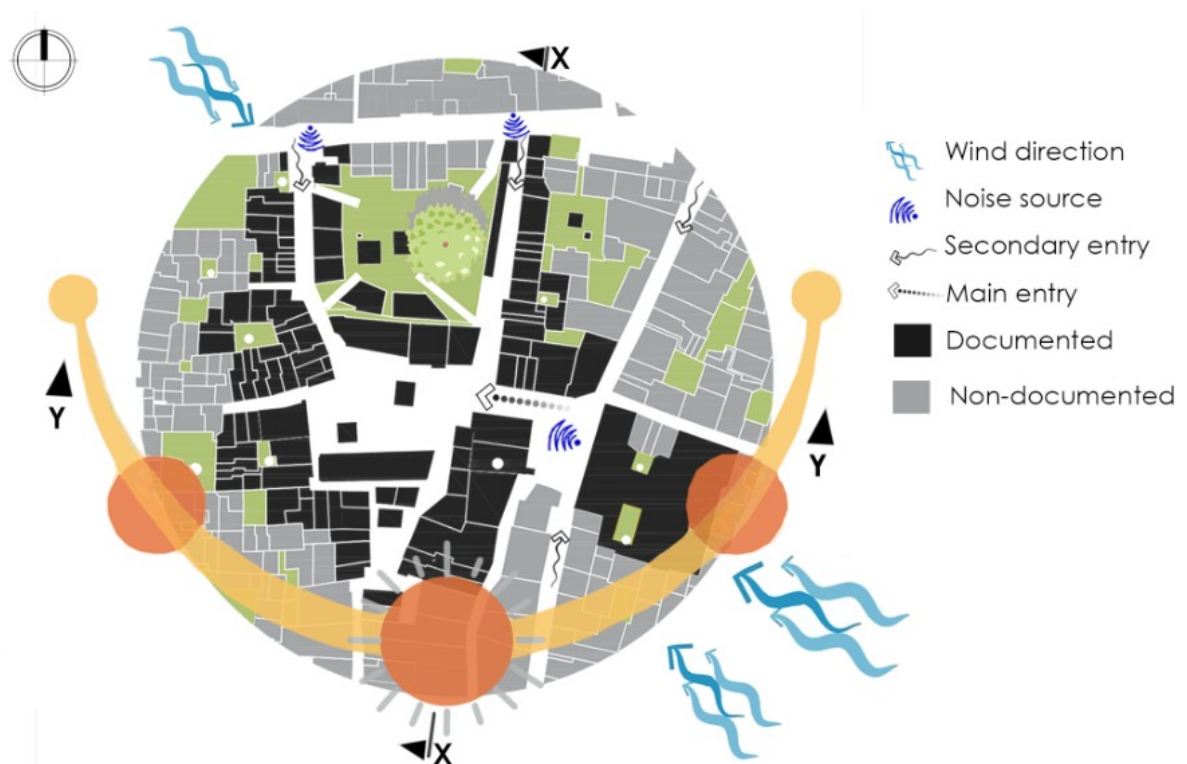 X
Wind direction
Noise source
Secondary entry
Main entry
Documented
Non-documented
Y
Y
X